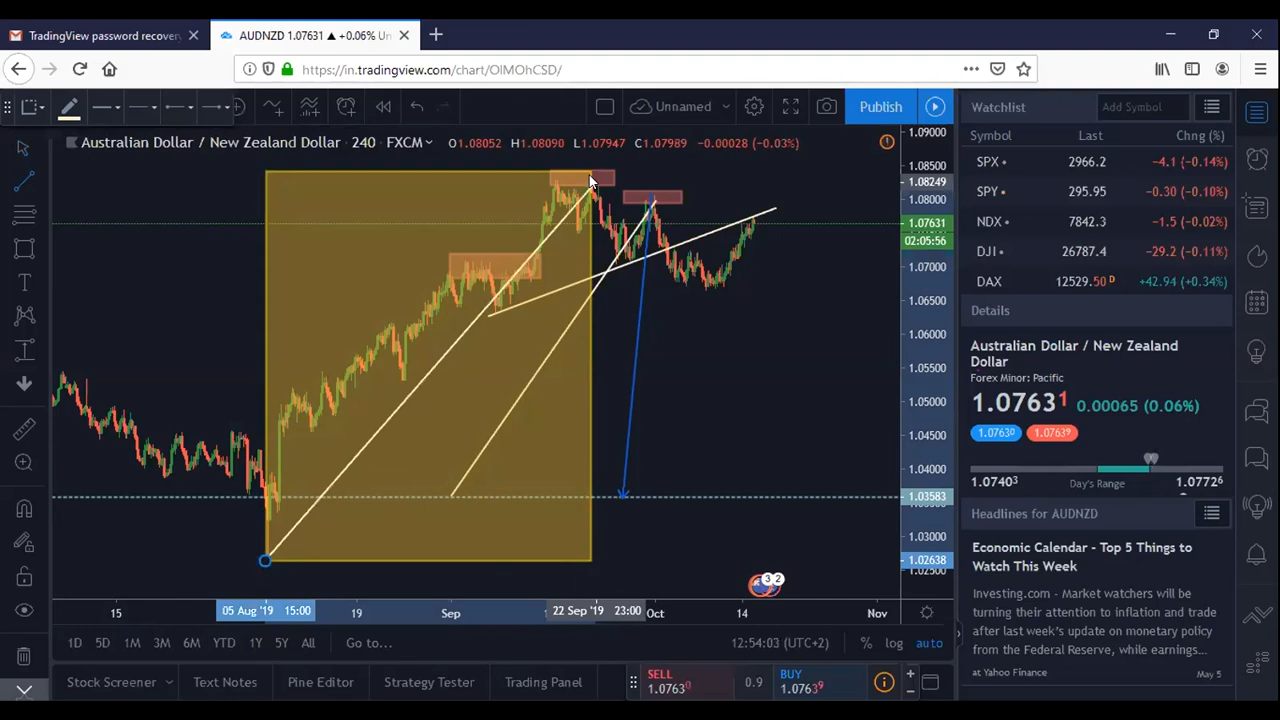 TradingView password recovery
AUDNZD 1.07631 ▲ +0.06% Un
https://in.tradingview.com/chart/OIMOhCSD/
Unnamed
Publish
Watchlist
Add Symbol
Australian Dollar / New Zealand Dollar 240 FXCM
O1.08052 H1.08090 L1.07947 C1.07989 -0.00028 (-0.03%)
Symbol Last Chng (%)
SPX 2966.2 -4.1 (-0.14%)
SPY 295.95 -0.30 (-0.10%)
NDX 7842.3 -1.5 (-0.02%)
DJI 26787.4 -29.2 (-0.11%)
DAX 12529.50 D +42.94 (+0.34%)
Details
Australian Dollar / New Zealand
Dollar
Forex Minor: Pacific
1.07631 0.00065 (0.06%)
1.07630 1.07639
1.07403 Day's Range 1.07726
Headlines for AUDNZD
Economic Calendar - Top 5 Things to
Watch This Week
Investing.com - Market watchers will
be turning their attention to inflation and trade
after last week's update on monetary policy
from the Federal Reserve, while earnings...
at Yahoo Finance May 5
1.09000
1.08500
1.08249
1.08000
1.07631
02:05:56
1.07000
1.06500
1.06000
1.05500
1.05000
1.04500
1.04000
1.03583
1.03000
1.02638
1.02500
3 2
15 05 Aug '19 15:00 19 Sep 22 Sep '19 23:00 Oct 14 Nov
1D 5D 1M 3M 6M YTD 1Y 5Y All Go to... 12:54:03 (UTC+2) % log auto
Stock Screener Text Notes Pine Editor Strategy Tester Trading Panel
SELL
1.07630
0.9
BUY
1.07639